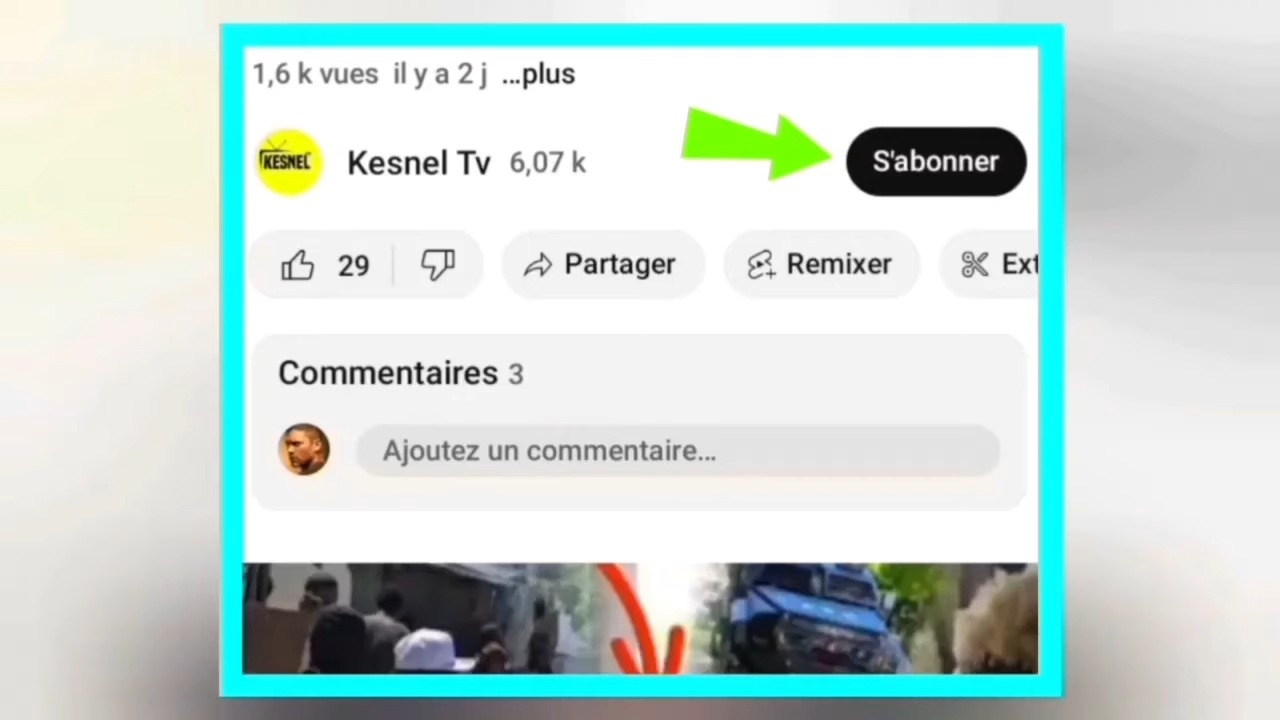 1,6 k vues il y a 2 j ...plus
KESNEL
Kesnel Tv 6,07 k
S'abonner
29
Partager
Remixer
Ext
Commentaires 3
Ajoutez un commentaire...